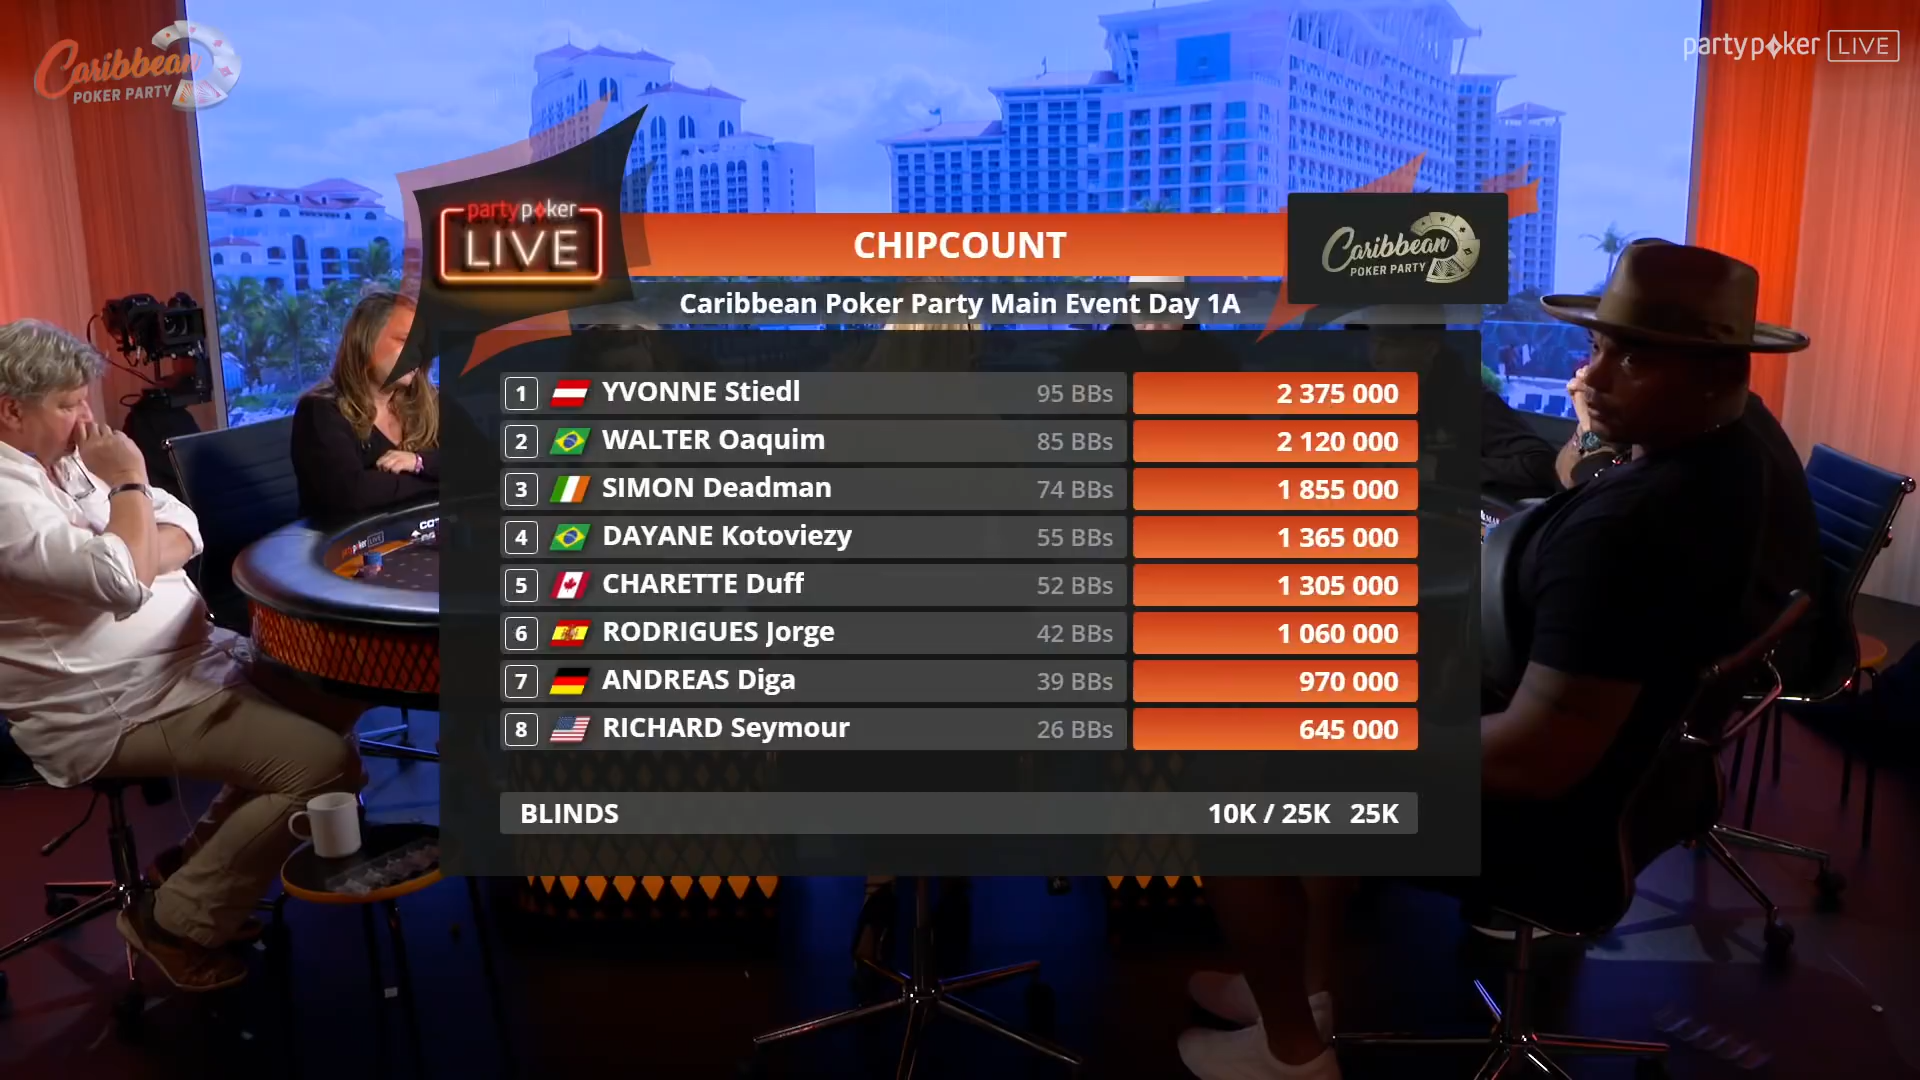 Caribbean
POKER PARTY
partypoker LIVE
partypoker
LIVE
CHIPCOUNT
Caribbean
POKER PARTY
Caribbean Poker Party Main Event Day 1A
1 YVONNE Stiedl 95 BBs 2 375 000
2 WALTER Oaquim 85 BBs 2 120 000
3 SIMON Deadman 74 BBs 1 855 000
4 DAYANE Kotoviezy 55 BBs 1 365 000
5 CHARETTE Duff 52 BBs 1 305 000
6 RODRIGUES Jorge 42 BBs 1 060 000
7 ANDREAS Diga 39 BBs 970 000
8 RICHARD Seymour 26 BBs 645 000
BLINDS 10K / 25K 25K